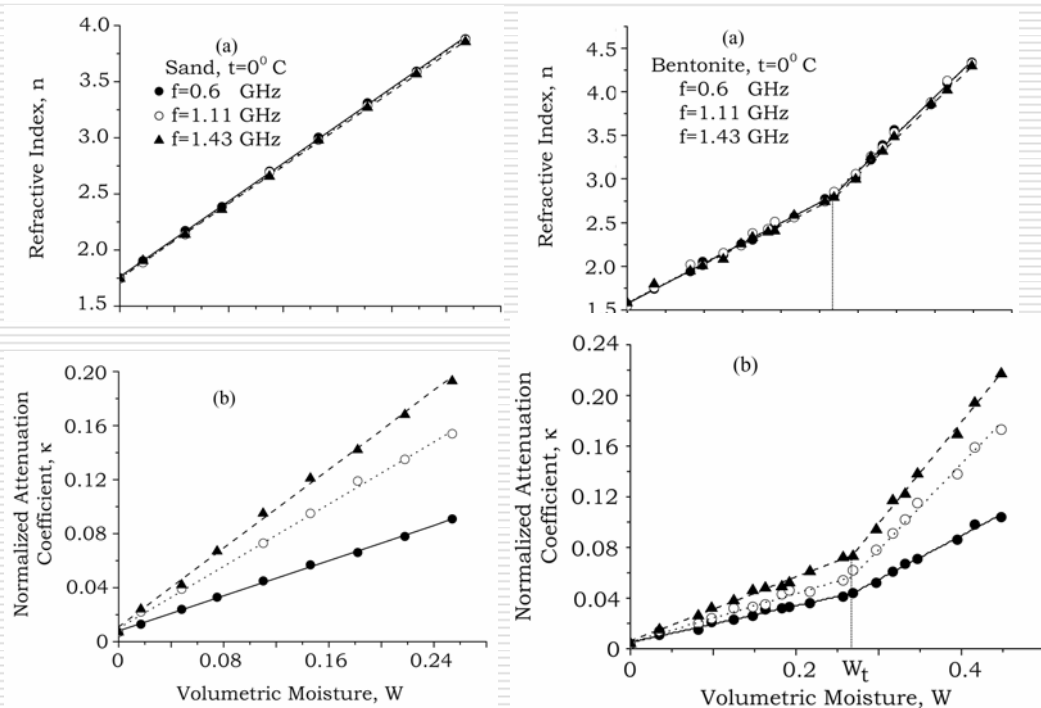 4.0
3.5
3.0
2.5
2.0
1.5
Refractive Index, n
(a)
Sand, t=0⁰ C
f=0.6 GHz
f=1.11 GHz
f=1.43 GHz
4.5
4.0
3.5
3.0
2.5
2.0
1.5
Refractive Index, n
(a)
Bentonite, t=0⁰ C
f=0.6 GHz
f=1.11 GHz
f=1.43 GHz
0.20
0.16
0.12
0.08
0.04
0
Normalized Attenuation
Coefficient, κ
(b)
0
0.08
0.16
0.24
Volumetric Moisture, W
0.24
0.20
0.16
0.12
0.08
0.04
0
Normalized Attenuation
Coefficient, κ
(b)
0
0.2
Wt
0.4
Volumetric Moisture, W